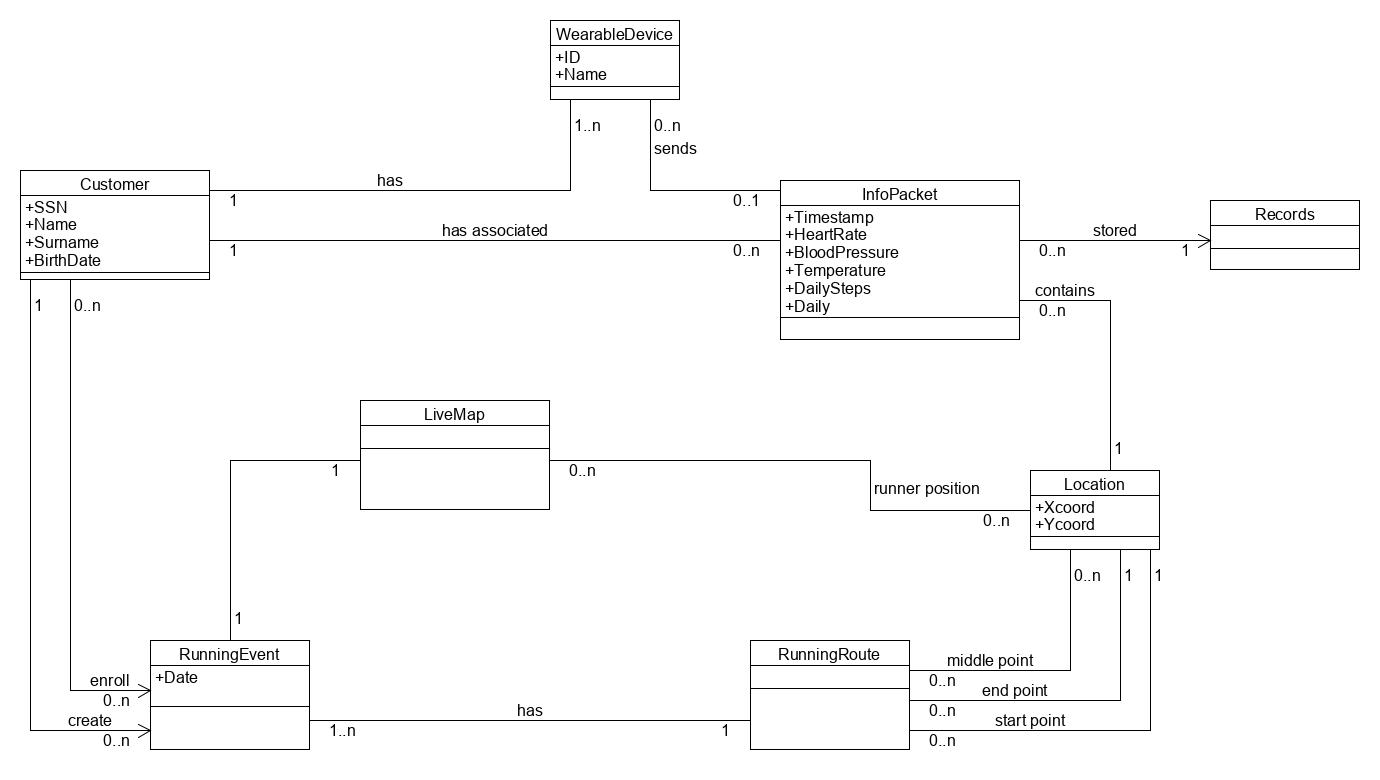 WearableDevice
+ID
+Name
1..n
0..n
sends
Customer
+SSN
+Name
+Surname
+BirthDate
has
1
0..1
InfoPacket
+Timestamp
+HeartRate
+BloodPressure
+Temperature
+DailySteps
+Daily
has associated
1
0..n
stored
0..n
1
Records
contains
0..n
1
1
0..n
LiveMap
1
0..n
runner position
0..n
Location
+Xcoord
+Ycoord
0..n
1
1
1
RunningEvent
+Date
enroll
0..n
create
0..n
has
1..n
1
RunningRoute
middle point
0..n
end point
0..n
start point
0..n